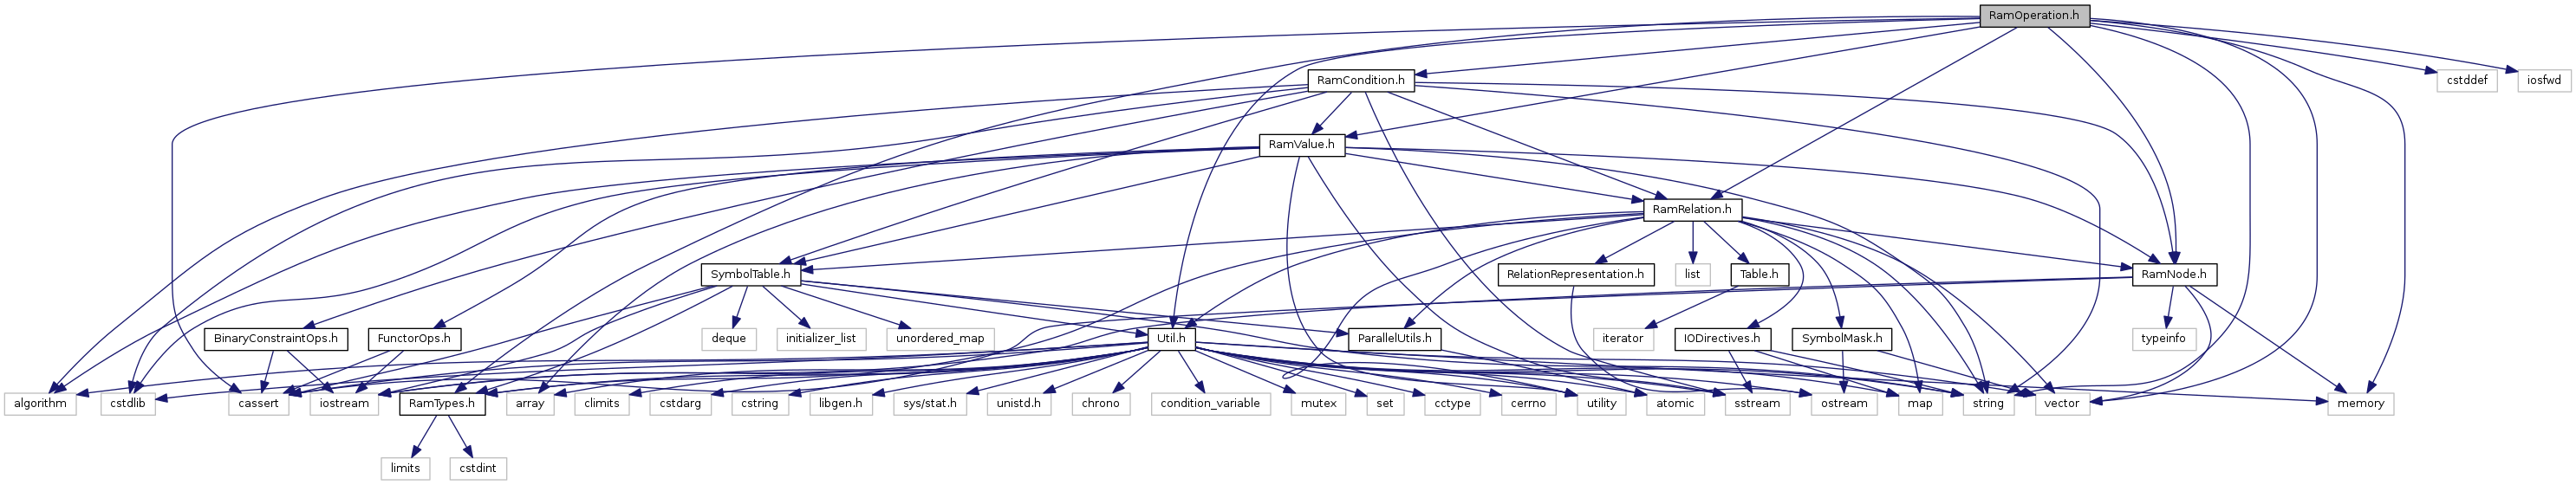 RamOperation.h
RamCondition.h
cstddef
iosfwd
RamValue.h
RamRelation.h
SymbolTable.h
RelationRepresentation.h
list
Table.h
RamNode.h
BinaryConstraintOps.h
FunctorOps.h
deque
initializer_list
unordered_map
Util.h
ParallelUtils.h
iterator
IODirectives.h
SymbolMask.h
typeinfo
algorithm
cstdlib
cassert
iostream
RamTypes.h
array
climits
cstdarg
cstring
libgen.h
sys/stat.h
unistd.h
chrono
condition_variable
mutex
set
cctype
cerrno
utility
atomic
sstream
ostream
map
string
vector
memory
limits
cstdint